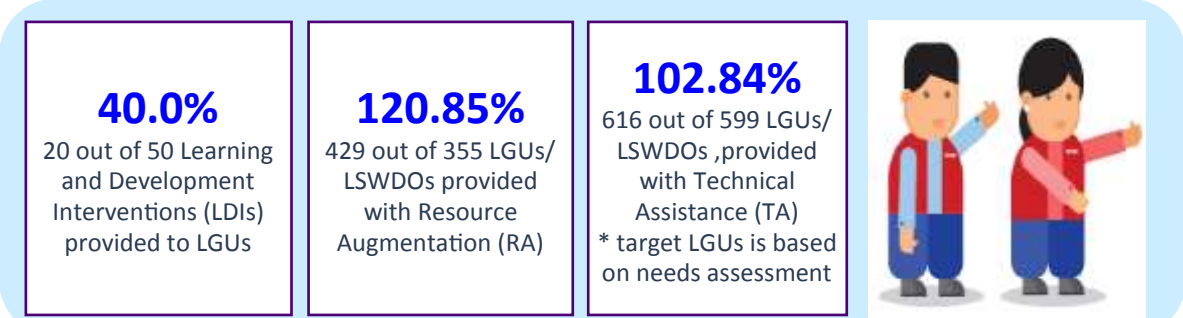 40.0%
20 out of 50 Learning
and Development
Interventions (LDIs)
provided to LGUs
120.85%
429 out of 355 LGUs/
LSWDOs provided
with Resource
Augmentation (RA)
102.84%
616 out of 599 LGUs/
LSWDOs ,provided
with Technical
Assistance (TA)
* target LGUs is based
on needs assessment